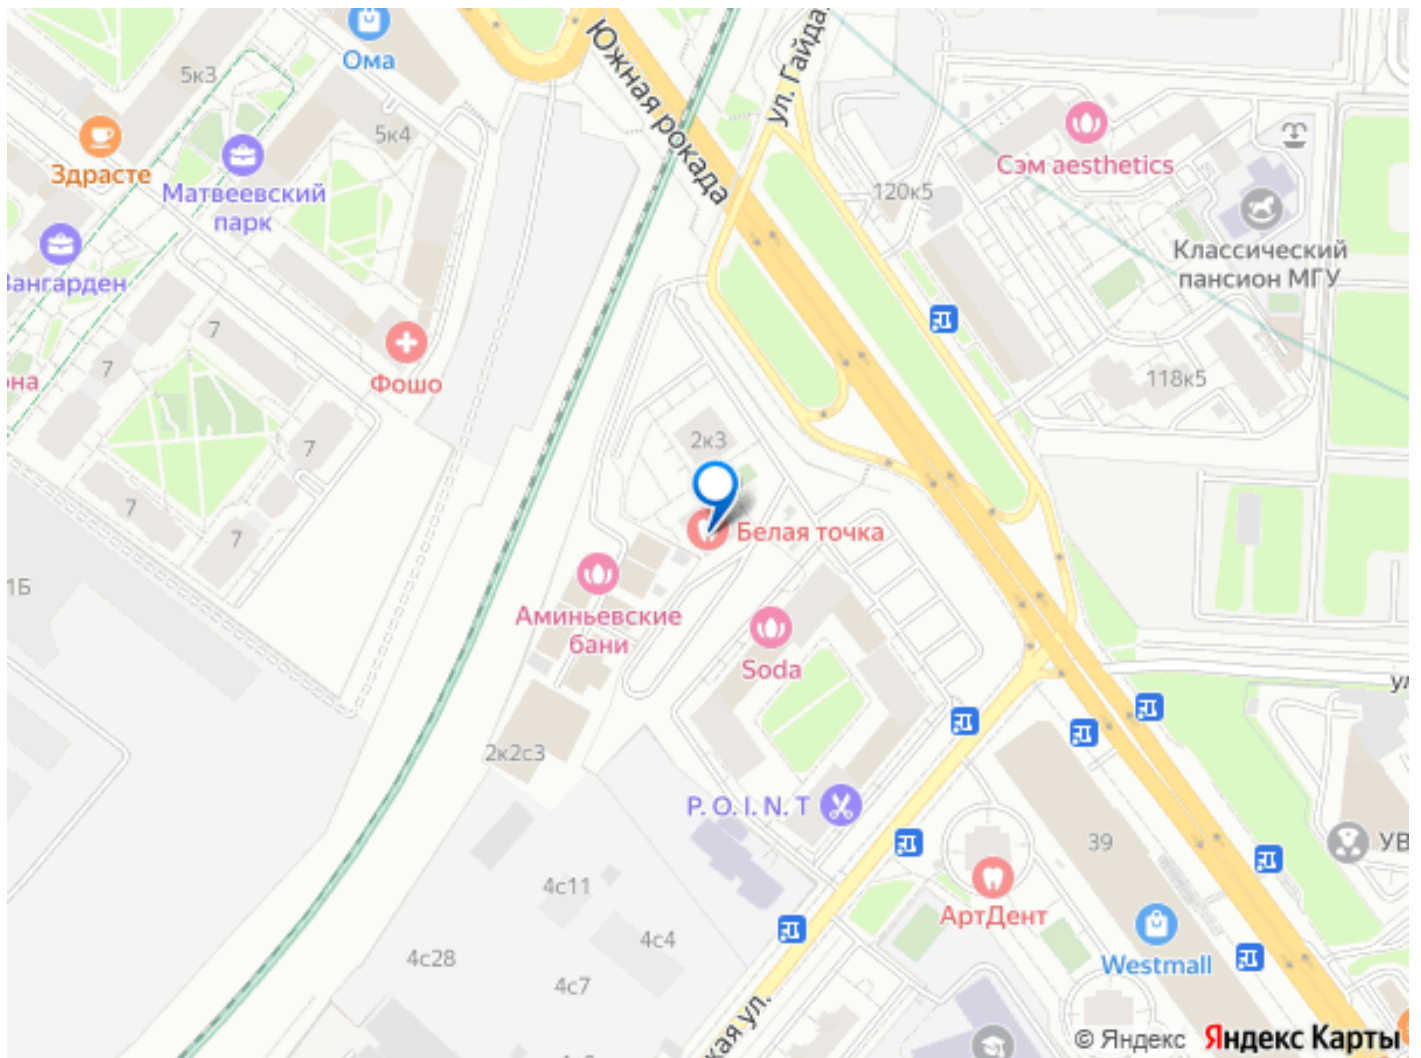 Ома
5к3
Южная рокада
ул. Гайда
5к4
Здрасте
Матвеевский
парк
Сэм aesthetics
120к5
Классический
пансион МГУ
Вангарден
7
7
Фошо
на
118к5
7
2к3
7
Белая точка
7
1Б
Аминьевские
бани
Soda
ул
2к2с3
P. O. I. N. T
39
УВ
4с11
АртДент
4с4
4с28
Westmall
4с7
кая ул.
© Яндекс Яндекс Карты